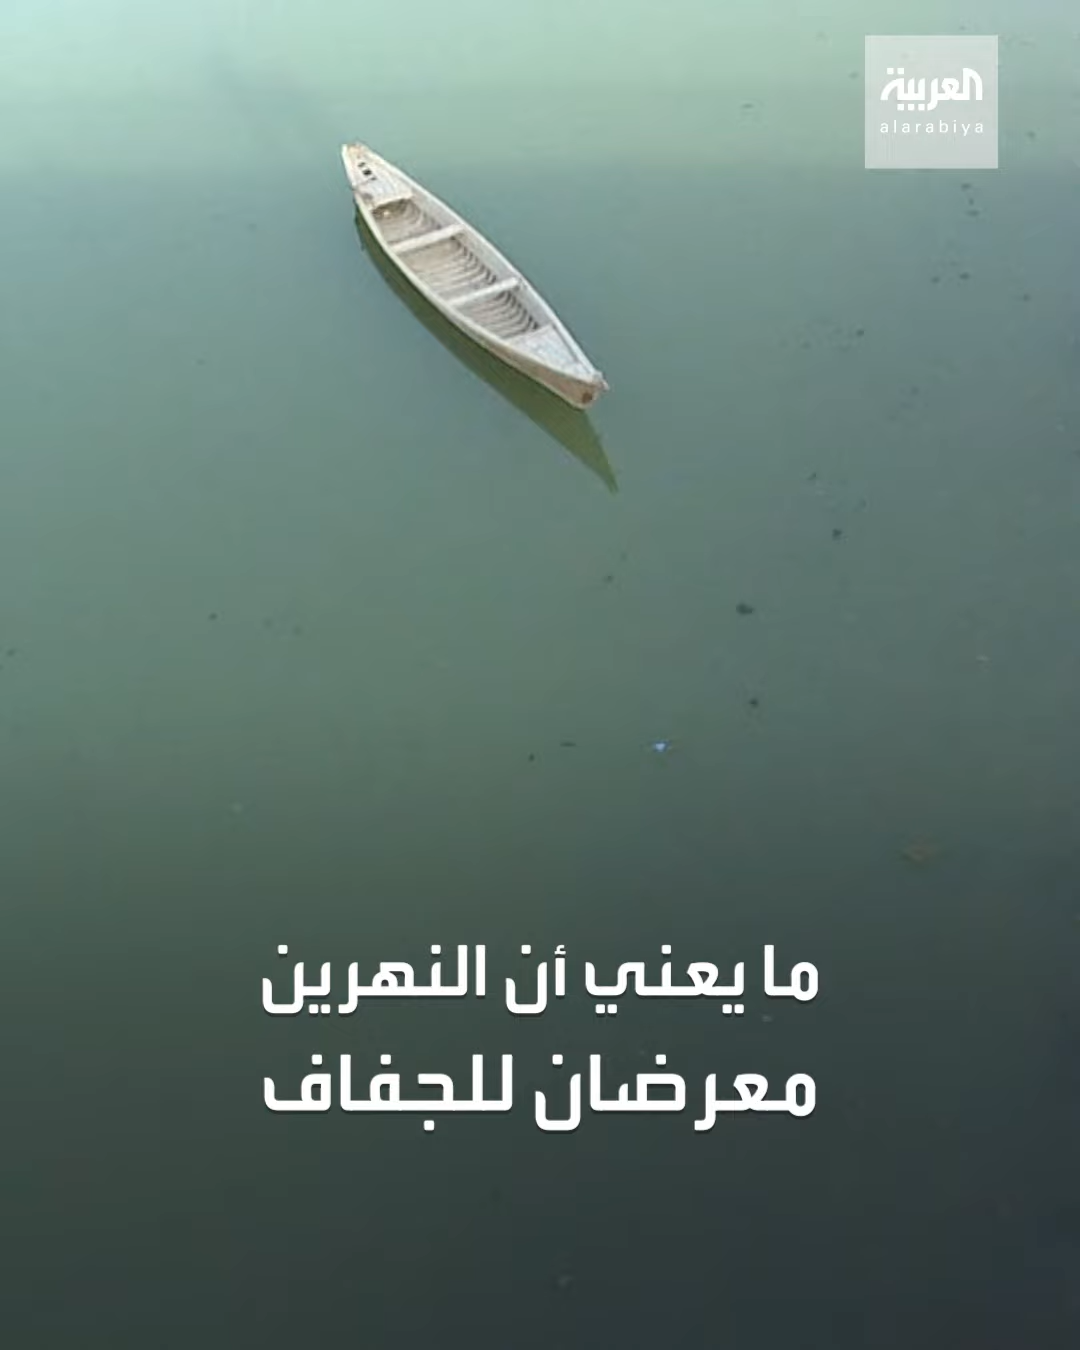 العربية
alarabiya
ما يعني أن النهرين
معرضان للجفاف